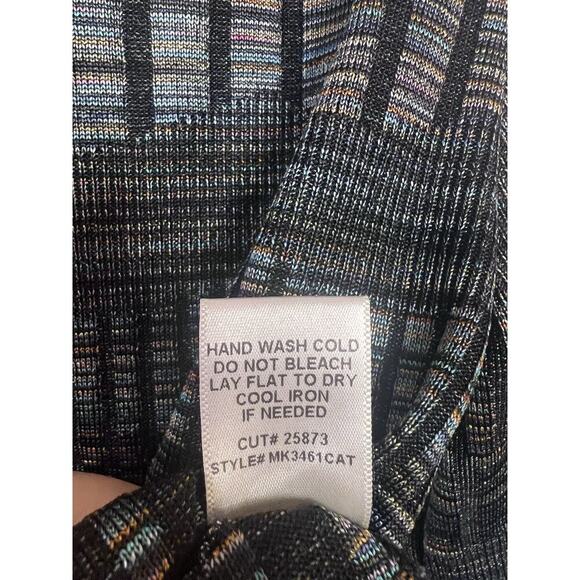 HAND WASH COLD
DO NOT BLEACH
LAY FLAT TO DRY
COOL IRON
IF NEEDED
CUT# 25873
STYLE# MK3461CAT